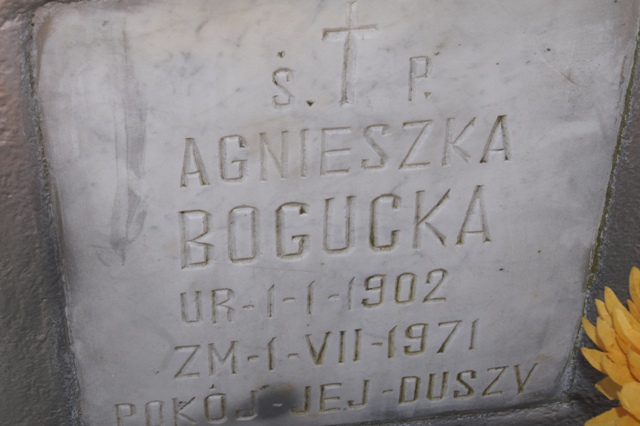 Ś. P.
AGNIESZKA
BOGUCKA
UR-1-1-1902
ZM-1-VII-1971
POKÓJ-JEJ-DUSZY